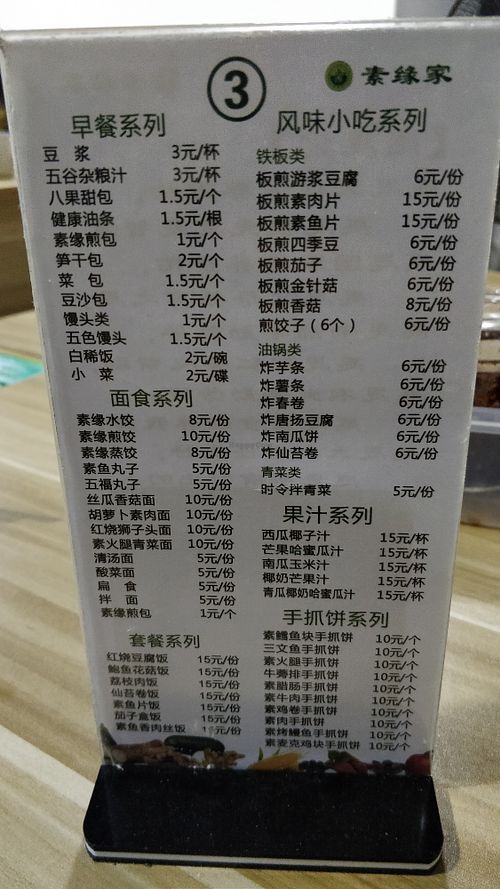 ③
素缘家
早餐系列
豆 浆 3元/杯
五谷杂粮汁 3元/杯
八果甜包 1.5元/个
健康油条 1.5元/根
素缘煎包 1元/个
笋干包 2元/个
菜 包 1.5元/个
豆沙包 1.5元/个
馒头类 1元/个
五色馒头 1.5元/个
白稀饭 2元/碗
小 菜 2元/碟
面食系列
素缘水饺 8元/份
素缘煎饺 10元/份
素缘蒸饺 8元/份
素鱼丸子 5元/份
五福丸子 5元/份
丝瓜香菇面 10元/份
胡萝卜素肉面 10元/份
红烧狮子头面 10元/份
素火腿青菜面 10元/份
清汤面 5元/份
酸菜面 5元/份
扁 食 5元/份
拌 面 5元/份
素缘煎包 1元/个
套餐系列
红烧豆腐饭 15元/份
鲍鱼花菇饭 15元/份
荔枝肉饭 15元/份
仙苔卷饭 15元/份
素鱼片饭 15元/份
茄子盒饭 15元/份
素鱼香肉丝饭 15元/份
风味小吃系列
铁板类
板煎游浆豆腐 6元/份
板煎素肉片 15元/份
板煎素鱼片 15元/份
板煎四季豆 6元/份
板煎茄子 6元/份
板煎金针菇 6元/份
板煎香菇 8元/份
煎饺子（6个） 6元/份
油锅类
炸芋条 6元/份
炸薯条 6元/份
炸春卷 6元/份
炸唐扬豆腐 6元/份
炸南瓜饼 6元/份
炸仙苔卷 6元/份
青菜类
时令拌青菜 5元/份
果汁系列
西瓜椰子汁 15元/杯
芒果哈蜜瓜汁 15元/杯
南瓜玉米汁 15元/杯
椰奶芒果汁 15元/杯
青瓜椰奶哈蜜瓜汁 15元/杯
手抓饼系列
素鳕鱼块手抓饼 10元/个
三文鱼手抓饼 10元/个
素火腿手抓饼 10元/个
牛蒡排手抓饼 10元/个
素腊肠手抓饼 10元/个
素牛肉手抓饼 10元/个
素鸡卷手抓饼 10元/个
素肉手抓饼 10元/个
素烤鳗鱼手抓饼 10元/个
素麦克鸡块手抓饼 10元/个